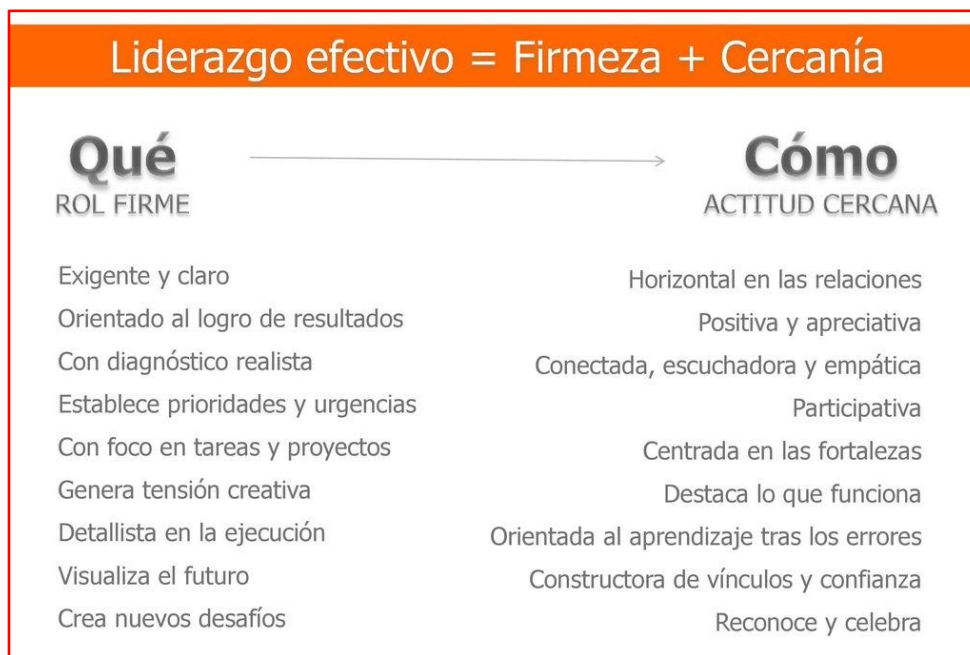 Liderazgo efectivo = Firmeza + Cercanía
Qué
ROL FIRME
Exigente y claro
Orientado al logro de resultados
Con diagnóstico realista
Establece prioridades y urgencias
Con foco en tareas y proyectos
Genera tensión creativa
Detallista en la ejecución
Visualiza el futuro
Crea nuevos desafíos
Cómo
ACTITUD CERCANA
Horizontal en las relaciones
Positiva y apreciativa
Conectada, escuchadora y empática
Participativa
Centrada en las fortalezas
Destaca lo que funciona
Orientada al aprendizaje tras los errores
Constructora de vínculos y confianza
Reconoce y celebra